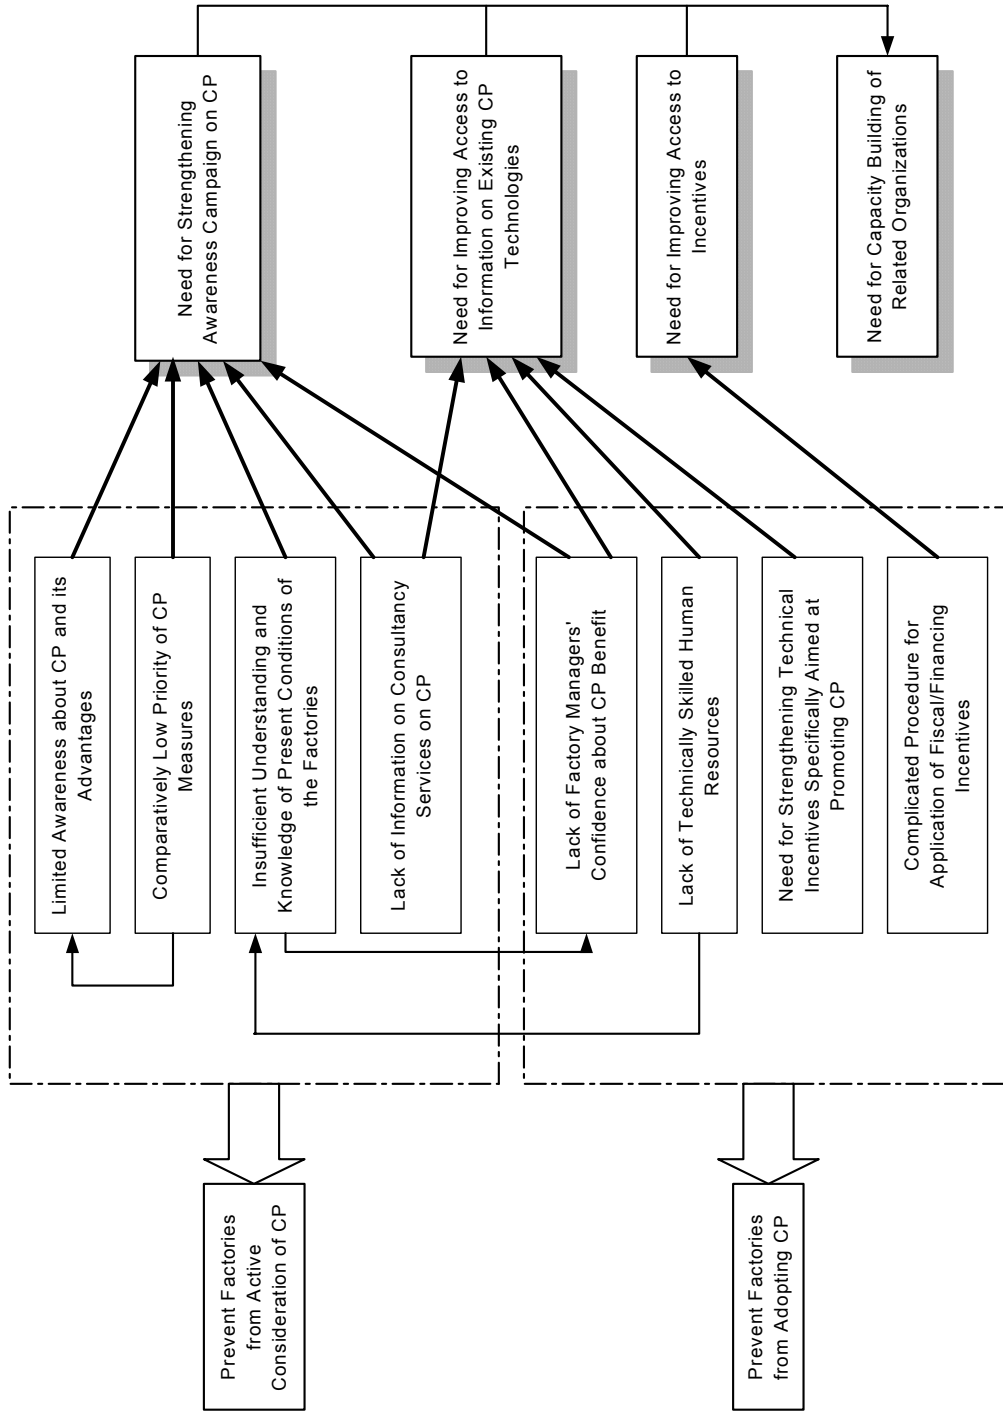 Need for Strengthening
Awareness Campaign on CP
Need for Improving Access to
Information on Existing CP
Technologies
Need for Improving Access to
Incentives
Need for Capacity Building of
Related Organizations
Limited Awareness about CP and its
Advantages
Comparatively Low Priority of CP
Measures
Insufficient Understanding and
Knowledge of Present Conditions of
the Factories
Lack of Information on Consultancy
Services on CP
Lack of Factory Managers'
Confidence about CP Benefit
Lack of Technically Skilled Human
Resources
Need for Strengthening Technical
Incentives Specifically Aimed at
Promoting CP
Complicated Procedure for
Application of Fiscal/Financing
Incentives
Prevent Factories
from Active
Consideration of CP
Prevent Factories
from Adopting CP